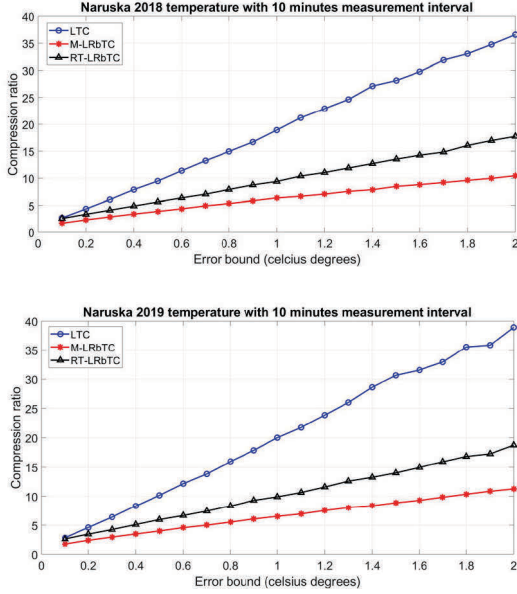 Naruska 2018 temperature with 10 minutes measurement interval
LTC
M-LRbTC
RT-LRbTC
Compression ratio
40
35
30
25
20
15
10
5
0
0 0.2 0.4 0.6 0.8 1 1.2 1.4 1.6 1.8 2
Error bound (celcius degrees)
Naruska 2019 temperature with 10 minutes measurement interval
LTC
M-LRbTC
RT-LRbTC
Compression ratio
40
35
30
25
20
15
10
5
0
0 0.2 0.4 0.6 0.8 1 1.2 1.4 1.6 1.8 2
Error bound (celsius degrees)